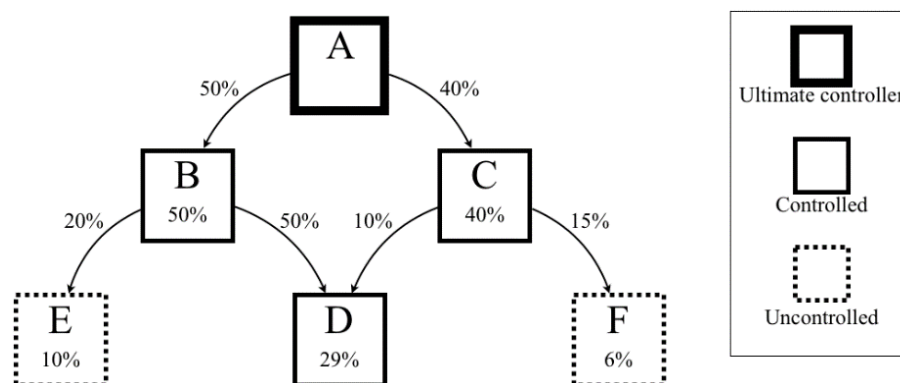 A
50%
40%
B
50%
C
40%
20%
50%
10%
15%
E
10%
D
29%
F
6%
Ultimate controller
Controlled
Uncontrolled